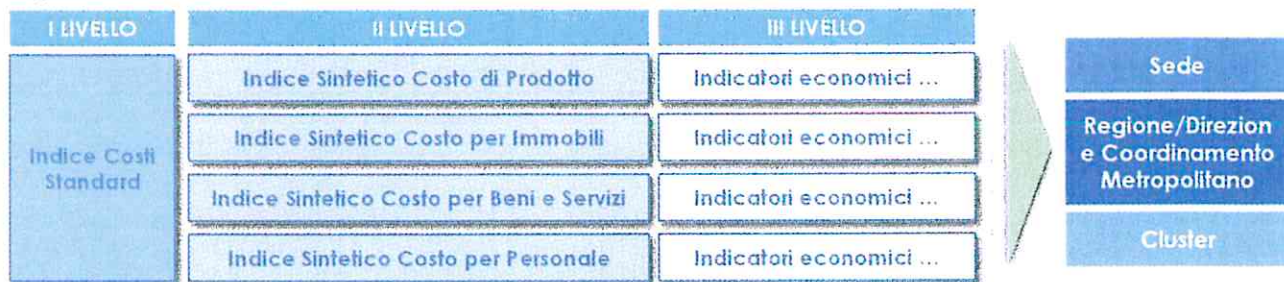 I LIVELLO
II LIVELLO
III LIVELLO
Indice Costi
Standard
Indice Sintetico Costo di Prodotto
Indicatori economici ...
Indice Sintetico Costo per Immobili
Indicatori economici ...
Indice Sintetico Costo per Beni e Servizi
Indicatori economici ...
Indice Sintetico Costo per Personale
Indicatori economici ...
Sede
Regione/Direzion
e Coordinamento
Metropolitano
Cluster